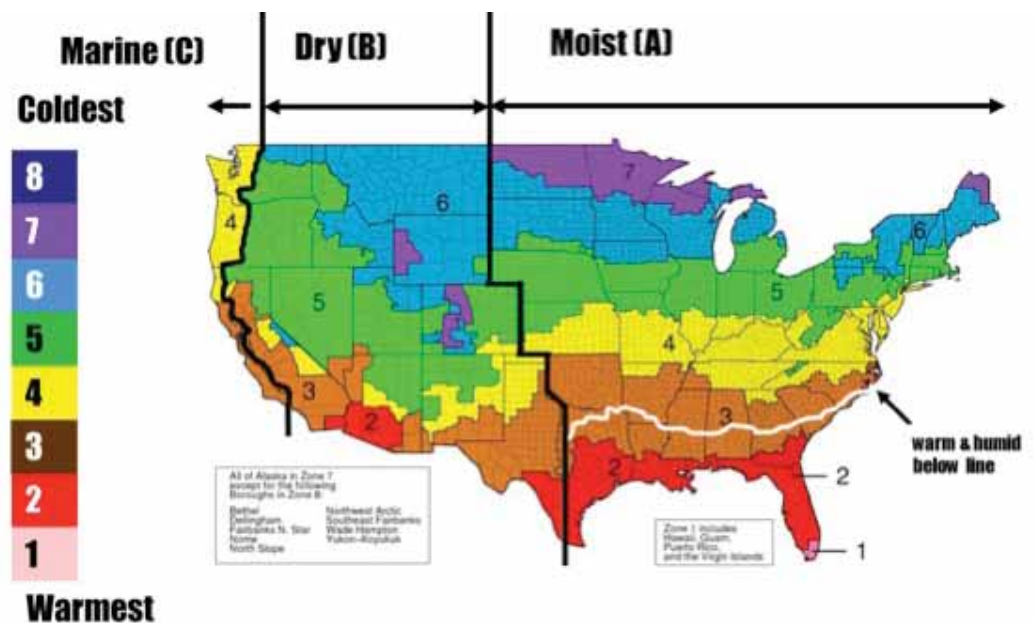 Marine (C)
Dry (B)
Moist (A)
Coldest
8
7
6
5
4
3
2
1
Warmest
4
5
3
2
6
7
6
5
4
3
2
2
1
warm & humid
below line
All of Alaska in Zone 7
except for the following
Boroughs in Zone 8:
Bethel Northwest Arctic
Dellingham Southeast Fairbanks
Fairbanks N. Star Wade Hampton
Nome Yukon-Koyukuk
North Slope
Zone 1 includes
Hawaii, Guam,
Puerto Rico,
and the Virgin Islands